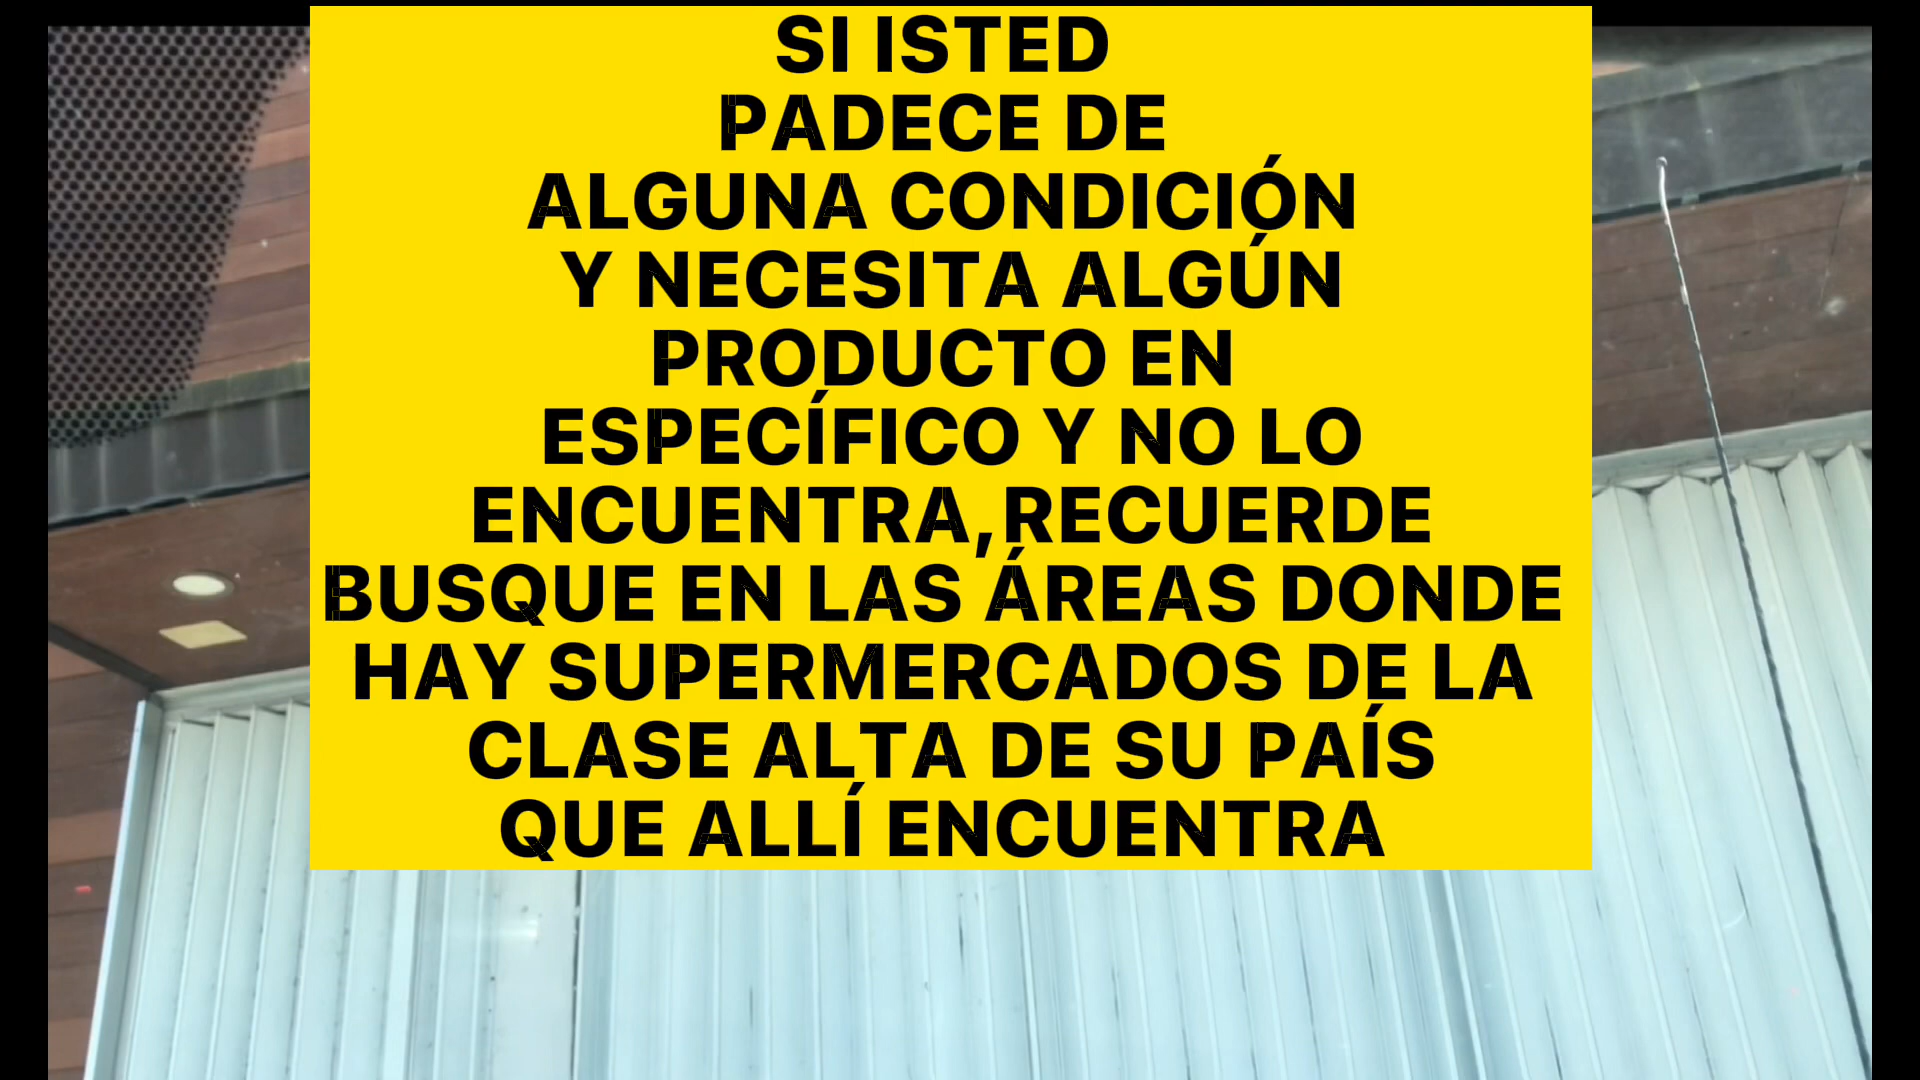 SI ISTED
PADECE DE
ALGUNA CONDICIÓN
Y NECESITA ALGÚN
PRODUCTO EN
ESPECÍFICO Y NO LO
ENCUENTRA,RECUERDE
BUSQUE EN LAS ÁREAS DONDE
HAY SUPERMERCADOS DE LA
CLASE ALTA DE SU PAÍS
QUE ALLÍ ENCUENTRA